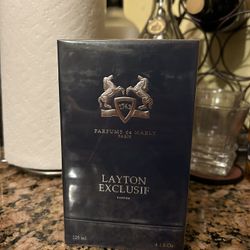 PARFUMS de MARLY
PARIS
LAYTON
EXCLUSIF
PARFUM
125 ml
4.2 fl.oz